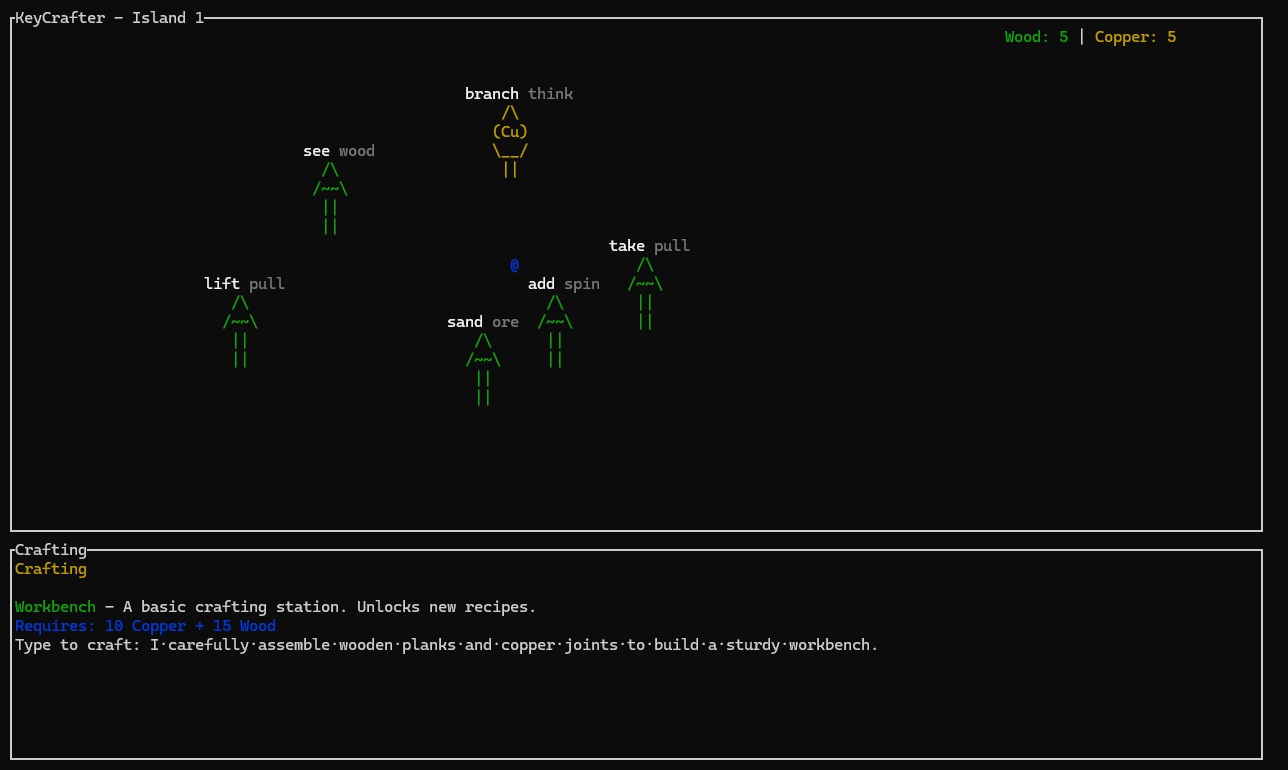 KeyCrafter - Island 1
Wood: 5 | Copper: 5
branch think
(Cu)
see wood
take pull
@
lift pull
add spin
sand ore
Crafting
Crafting
Workbench - A basic crafting station. Unlocks new recipes.
Requires: 10 Copper + 15 Wood
Type to craft: I·carefully·assemble·wooden·planks·and·copper·joints·to·build·a·sturdy·workbench.